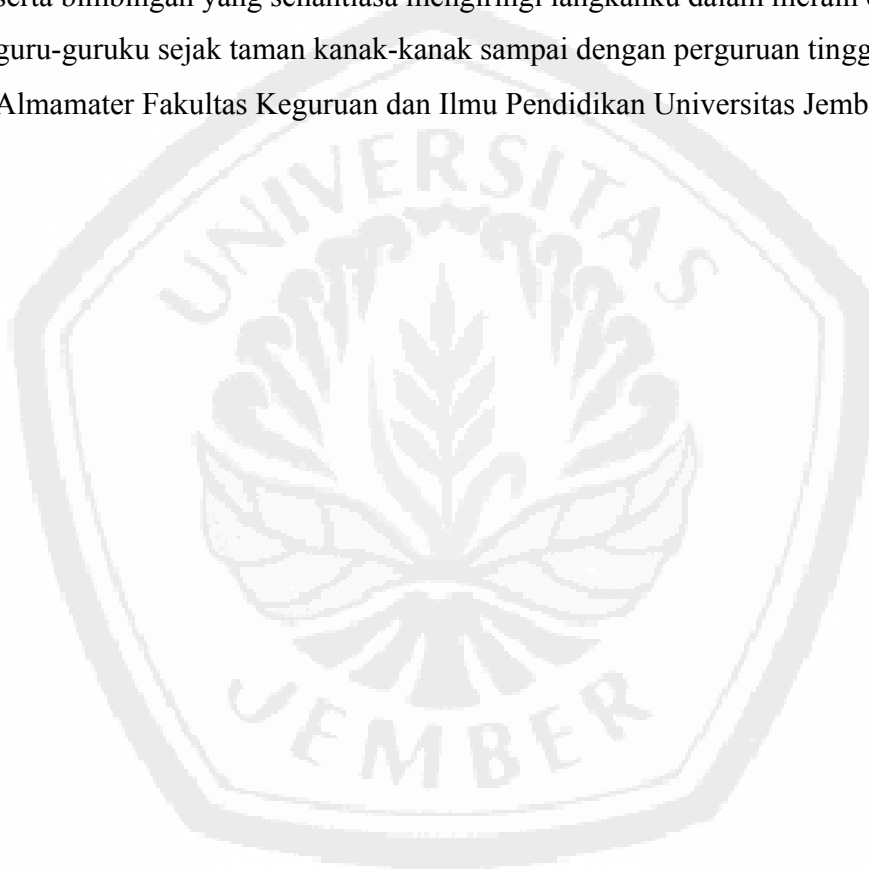 serta bimbingan yang senantiasa mengiringi langkahku dalam meraih
guru-guruku sejak taman kanak-kanak sampai dengan perguruan tingg
Almamater Fakultas Keguruan dan Ilmu Pendidikan Universitas Jemb
UNIVERSITAS
JEMBER